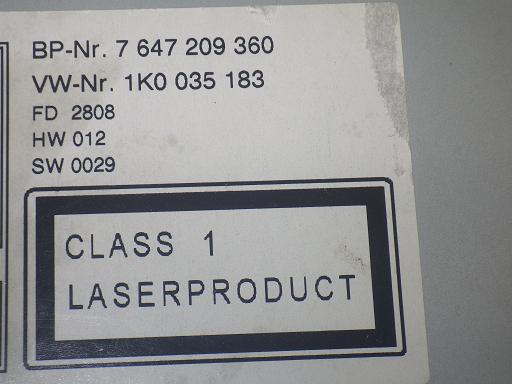 BP-Nr. 7 647 209 360
VW-Nr. 1K0 035 183
FD 2808
HW 012
SW 0029
CLASS 1
LASERPRODUCT